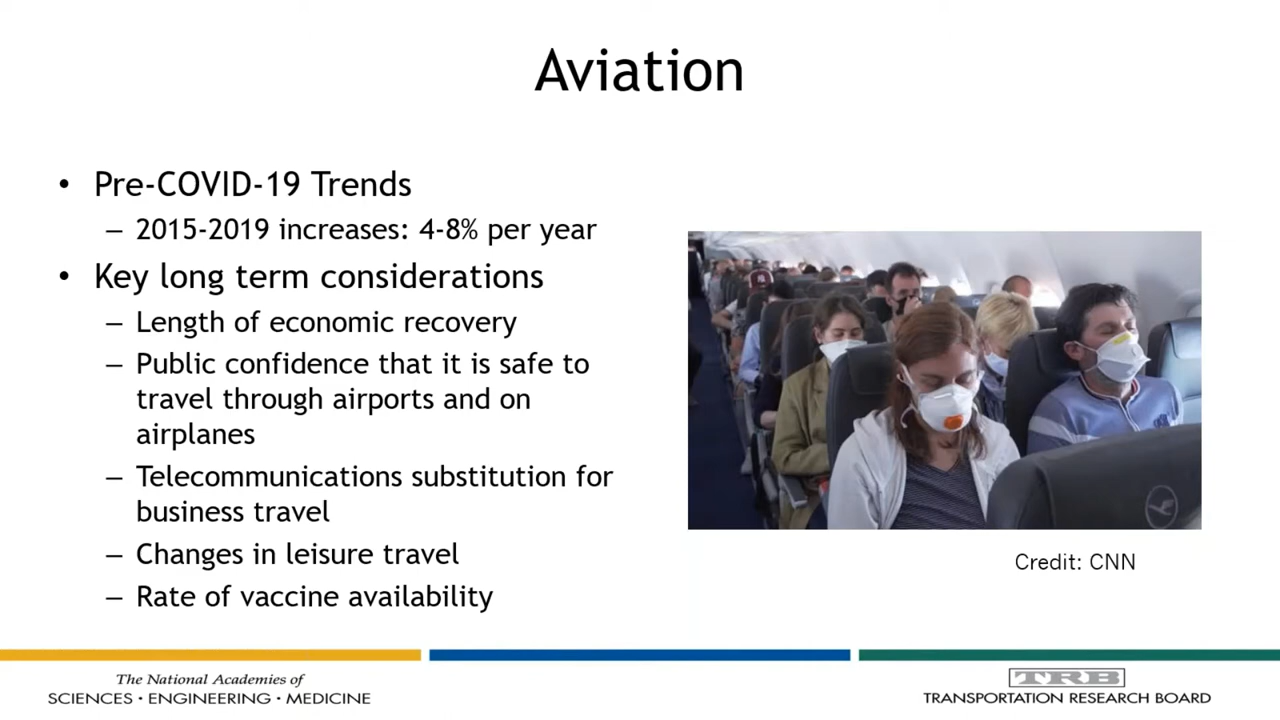 Aviation
• Pre-COVID-19 Trends
– 2015-2019 increases: 4-8% per year
• Key long term considerations
– Length of economic recovery
– Public confidence that it is safe to
travel through airports and on
airplanes
– Telecommunications substitution for
business travel
– Changes in leisure travel
– Rate of vaccine availability
Credit: CNN
The National Academies of
SCIENCES · ENGINEERING · MEDICINE
TRB
TRANSPORTATION RESEARCH BOARD